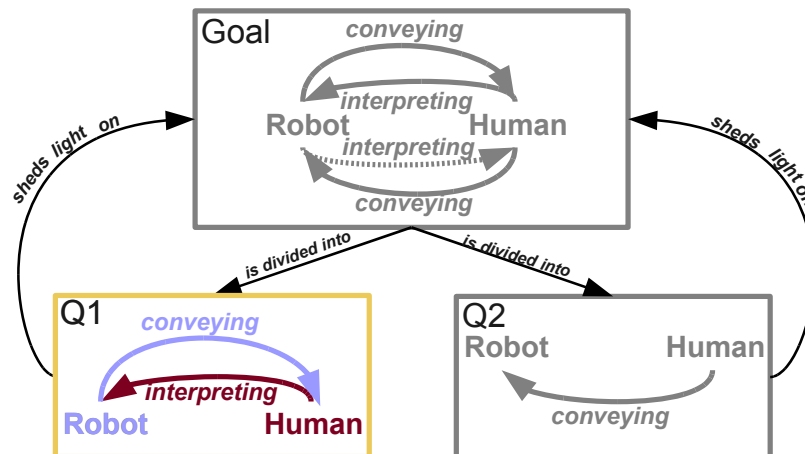 Goal
conveying
interpreting
Robot Human
interpreting
conveying
sheds light on
sheds light on
is divided into
is divided into
Q1
conveying
interpreting
Robot Human
Q2
Robot Human
conveying